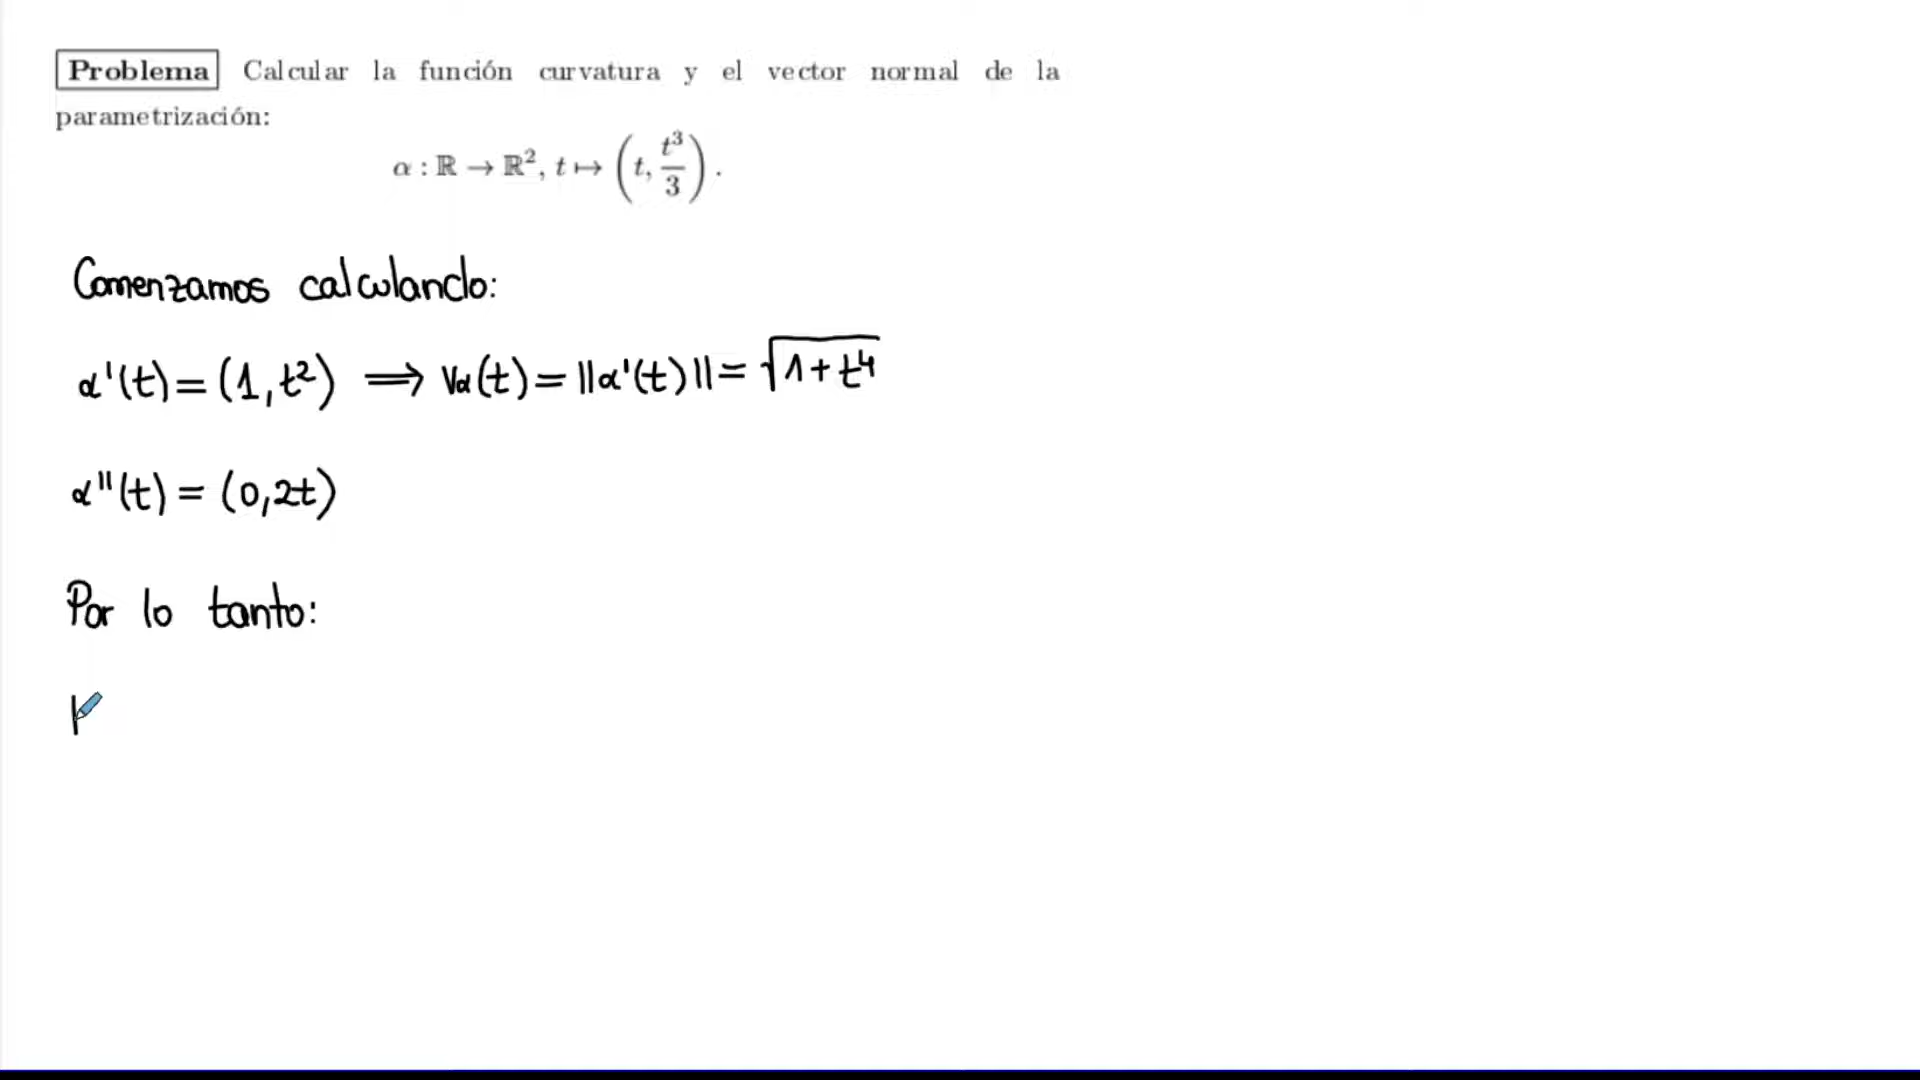 Problema Calcular la función curvatura y el vector normal de la
parametrización:
α : ℝ → ℝ², t ↦ (t, t³/3).
Comenzamos calculando:
α'(t) = (1, t²) ⟹ vα(t) = ||α'(t)|| = √(1+t⁴)
α''(t) = (0,2t)
Por lo tanto: